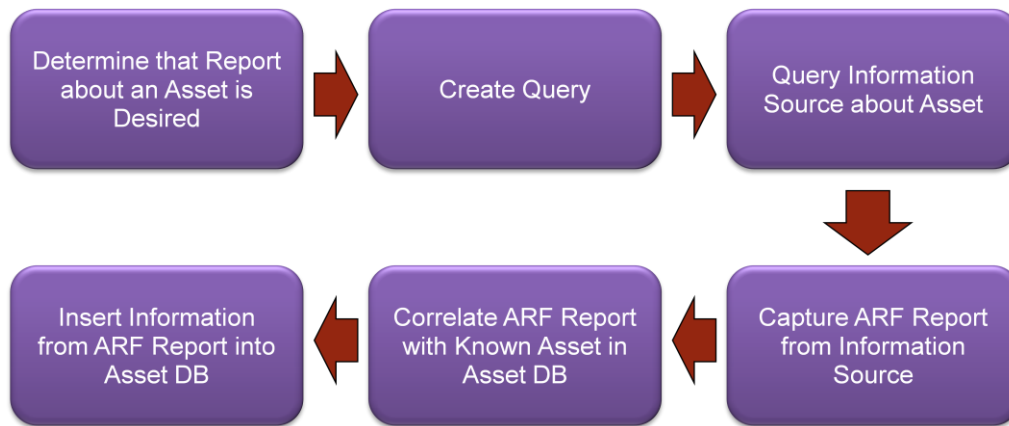 Determine that Report
about an Asset is
Desired
Create Query
Query Information
Source about Asset
Capture ARF Report
from Information
Source
Correlate ARF Report
with Known Asset in
Asset DB
Insert Information
from ARF Report into
Asset DB